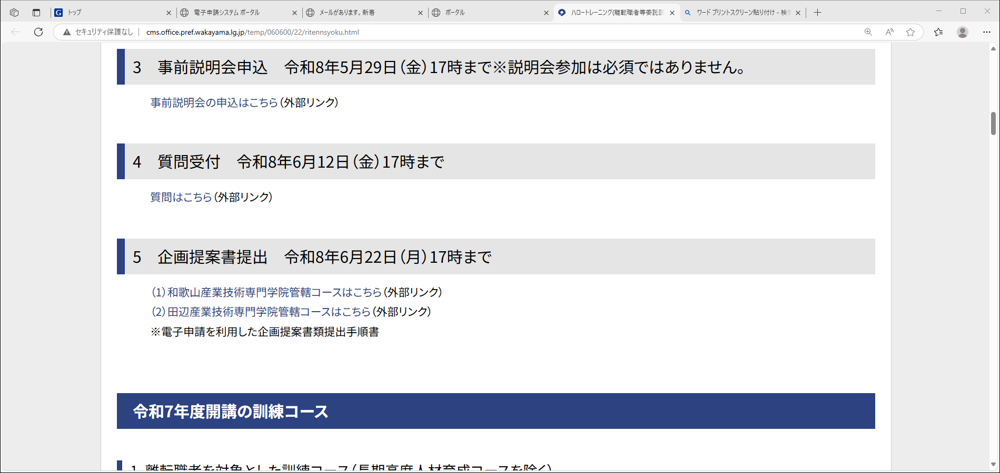 トップ
電子申請システム ポータル
メールがあります。新着
ポータル
ハロートレーニング(離転職者等委託訓
ワード プリントスクリーン貼り付け - 検索
セキュリティ保護なし
cms.office.pref.wakayama.lg.jp/temp/060600/22/ritennsyoku.html
3　事前説明会申込　令和8年5月29日（金）17時まで※説明会参加は必須ではありません。
事前説明会の申込はこちら（外部リンク）
4　質問受付　令和8年6月12日（金）17時まで
質問はこちら（外部リンク）
5　企画提案書提出　令和8年6月22日（月）17時まで
（1）和歌山産業技術専門学院管轄コースはこちら（外部リンク）
（2）田辺産業技術専門学院管轄コースはこちら（外部リンク）
※電子申請を利用した企画提案書類提出手順書
令和7年度開講の訓練コース
1 離転職者を対象とした訓練コース（長期高度人材育成コースを除く）